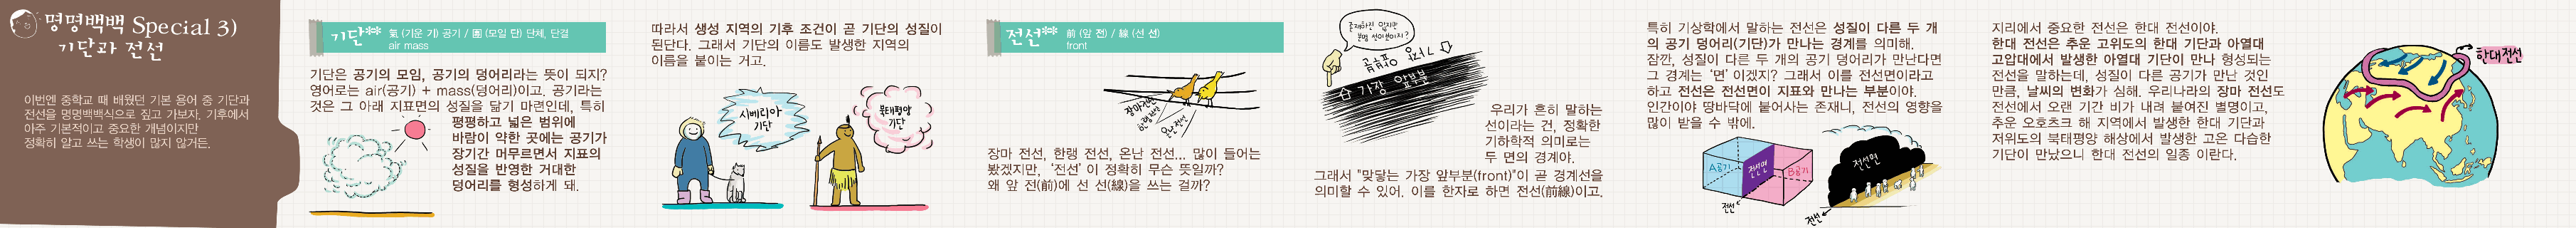 명명백백 Special 3)
기단과 전선
이번엔 중학교 때 배웠던 기본 용어 중 기단과
전선을 명명백백식으로 짚고 가보자. 기후에서
아주 기본적이고 중요한 개념이지만
정확히 알고 쓰는 학생이 많지 않거든.
기단** 氣 (기운 기) 공기 / 團 (모일 단) 단체, 단결
air mass
기단은 공기의 모임, 공기의 덩어리라는 뜻이 되지?
영어로는 air(공기) + mass(덩어리)이고. 공기라는
것은 그 아래 지표면의 성질을 닮기 마련인데, 특히
평평하고 넓은 범위에
바람이 약한 곳에는 공기가
장기간 머무르면서 지표의
성질을 반영한 거대한
덩어리를 형성하게 돼.
따라서 생성 지역의 기후 조건이 곧 기단의 성질이
된단다. 그래서 기단의 이름도 발생한 지역의
이름을 붙이는 거고.
시베리아
기단
북태평양
기단
전선** 前 (앞 전) / 線 (선 선)
front
장마전선
한랭전선
온난전선
장마 전선, 한랭 전선, 온난 전선... 많이 들어는
봤겠지만, '전선' 이 정확히 무슨 뜻일까?
왜 앞 전(前)에 선 선(線)을 쓰는 걸까?
가장 앞부분
우리가 흔히 말하는
선이라는 건, 정확한
기하학적 의미로는
두 면의 경계야.
그래서 "맞닿는 가장 앞부분(front)"이 곧 경계선을
의미할 수 있어. 이를 한자로 하면 전선(前線)이고.
특히 기상학에서 말하는 전선은 성질이 다른 두 개
의 공기 덩어리(기단)가 만나는 경계를 의미해.
잠깐, 성질이 다른 두 개의 공기 덩어리가 만난다면
그 경계는 '면' 이겠지? 그래서 이를 전선면이라고
하고 전선은 전선면이 지표와 만나는 부분이야.
인간이야 땅바닥에 붙어사는 존재니, 전선의 영향을
많이 받을 수 밖에.
A공기
전선면
B공기
전선
전선면
전선
지리에서 중요한 전선은 한대 전선이야.
한대 전선은 추운 고위도의 한대 기단과 아열대
고압대에서 발생한 아열대 기단이 만나 형성되는
전선을 말하는데, 성질이 다른 공기가 만난 것인
만큼, 날씨의 변화가 심해. 우리나라의 장마 전선도
전선에서 오랜 기간 비가 내려 붙여진 별명이고,
추운 오호츠크 해 지역에서 발생한 한대 기단과
저위도의 북태평양 해상에서 발생한 고온 다습한
기단이 만났으니 한대 전선의 일종 이란다.
한대전선